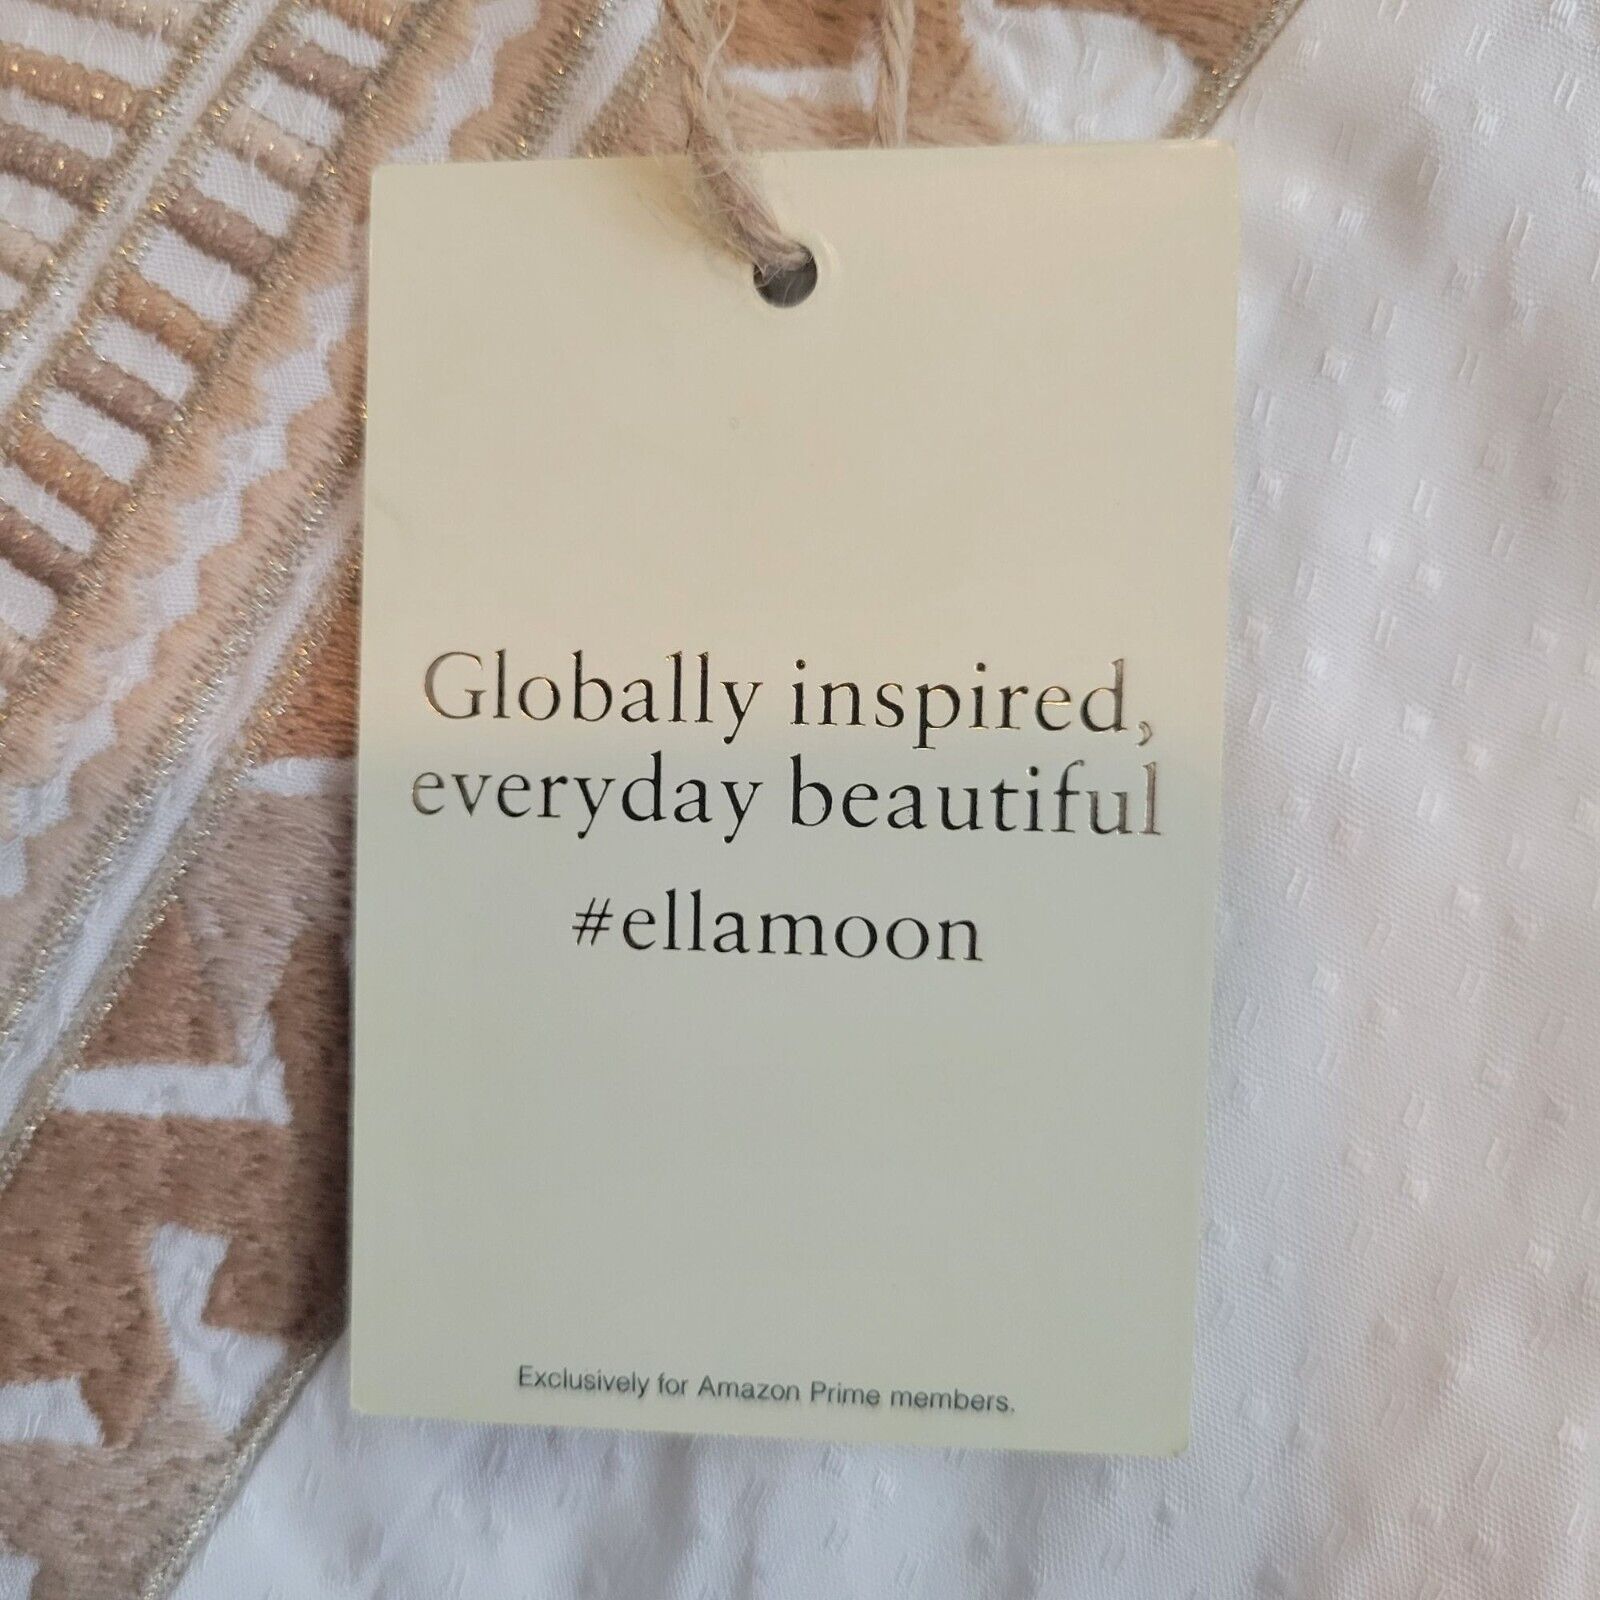 Globally inspired,
everyday beautiful
#ellamoon
Exclusively for Amazon Prime members.